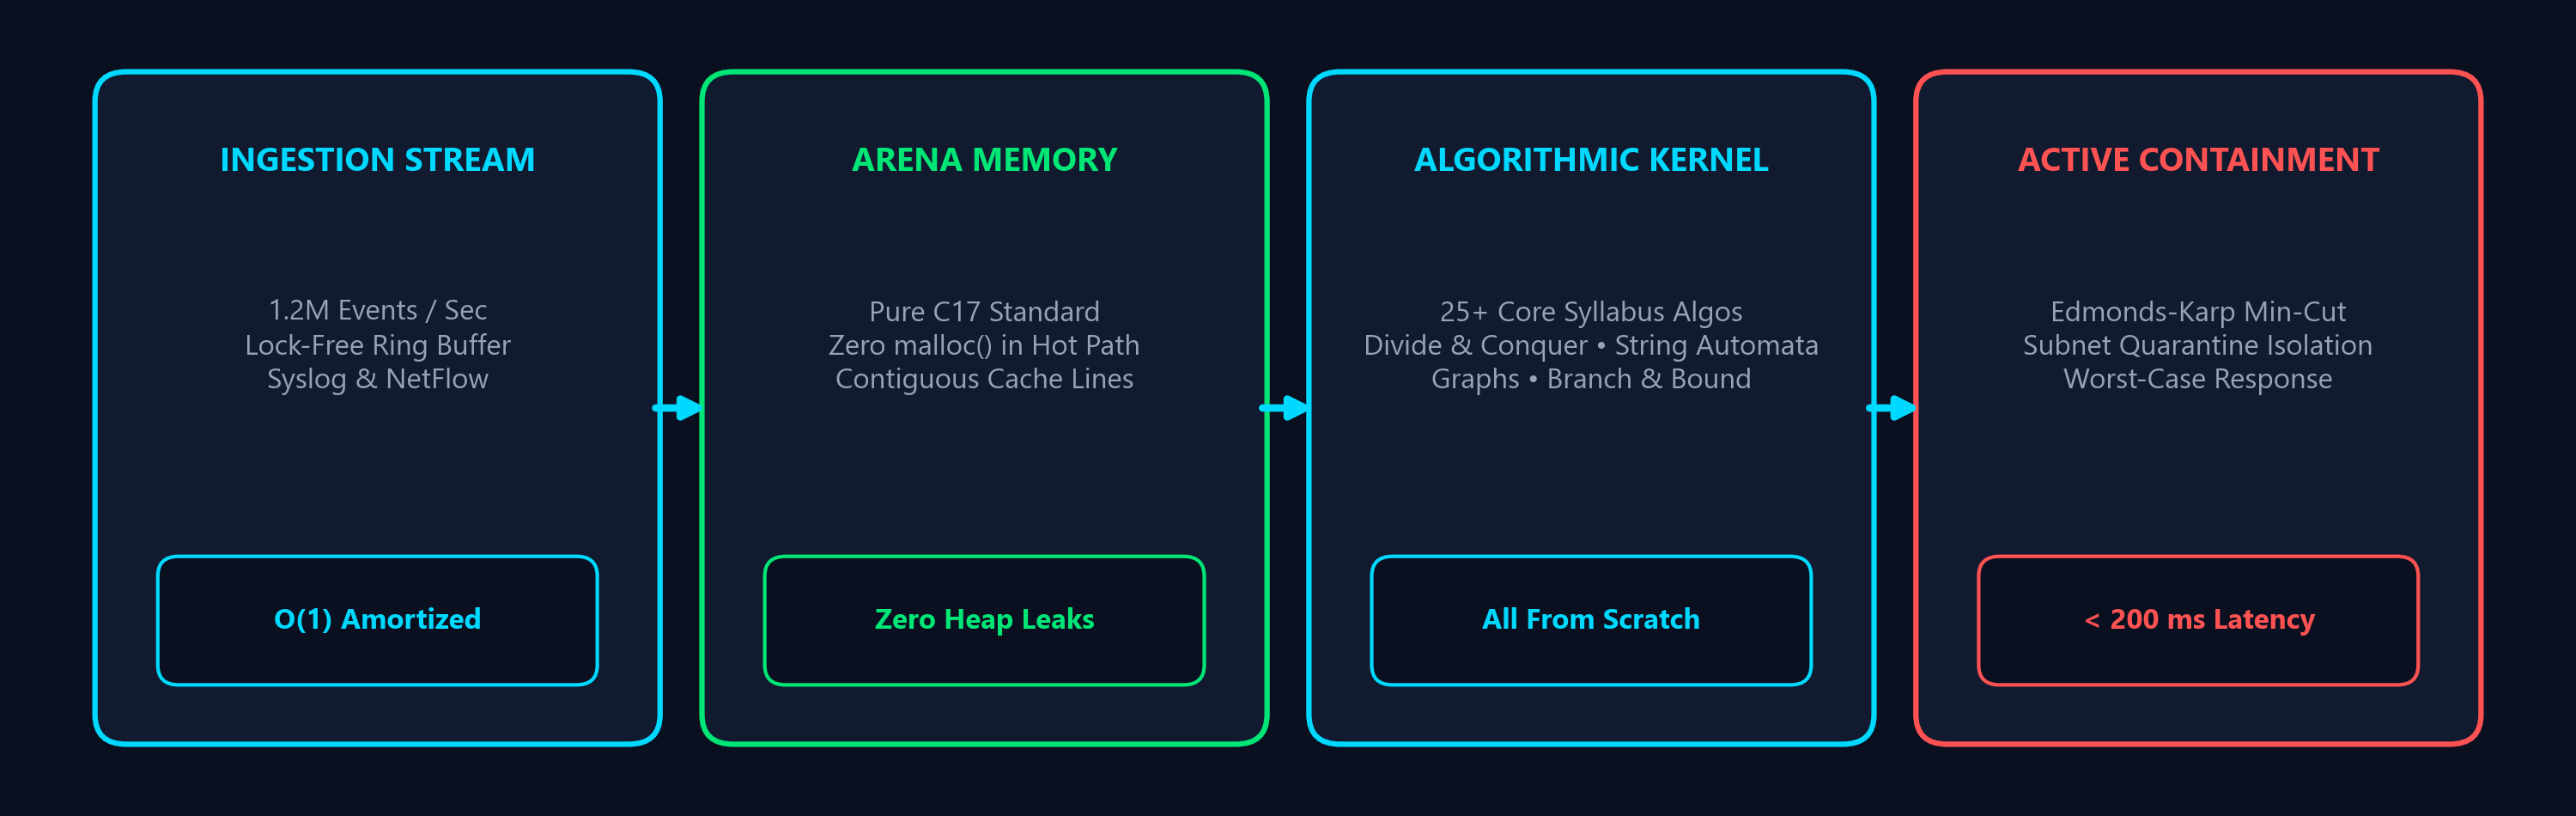 INGESTION STREAM
1.2M Events / Sec
Lock-Free Ring Buffer
Syslog & NetFlow
O(1) Amortized
ARENA MEMORY
Pure C17 Standard
Zero malloc() in Hot Path
Contiguous Cache Lines
Zero Heap Leaks
ALGORITHMIC KERNEL
25+ Core Syllabus Algos
Divide & Conquer • String Automata
Graphs • Branch & Bound
All From Scratch
ACTIVE CONTAINMENT
Edmonds-Karp Min-Cut
Subnet Quarantine Isolation
Worst-Case Response
< 200 ms Latency